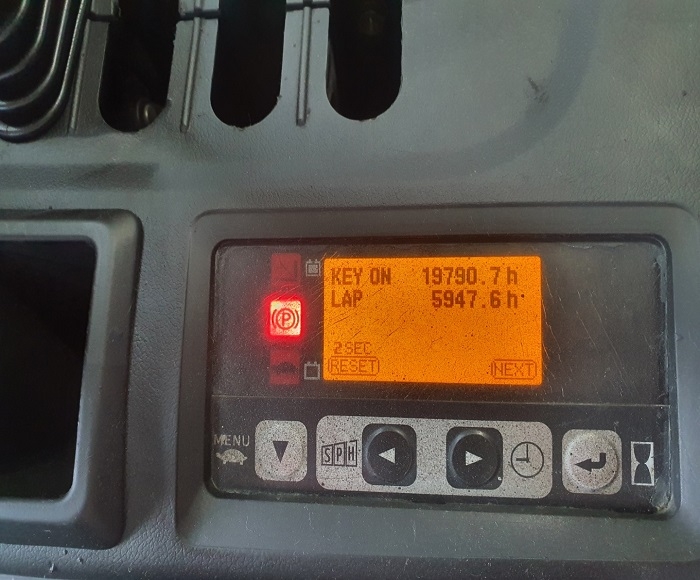 KEY ON 19790.7 h
LAP 5947.6 h
P
2SEC
RESET NEXT
MENU
SPH